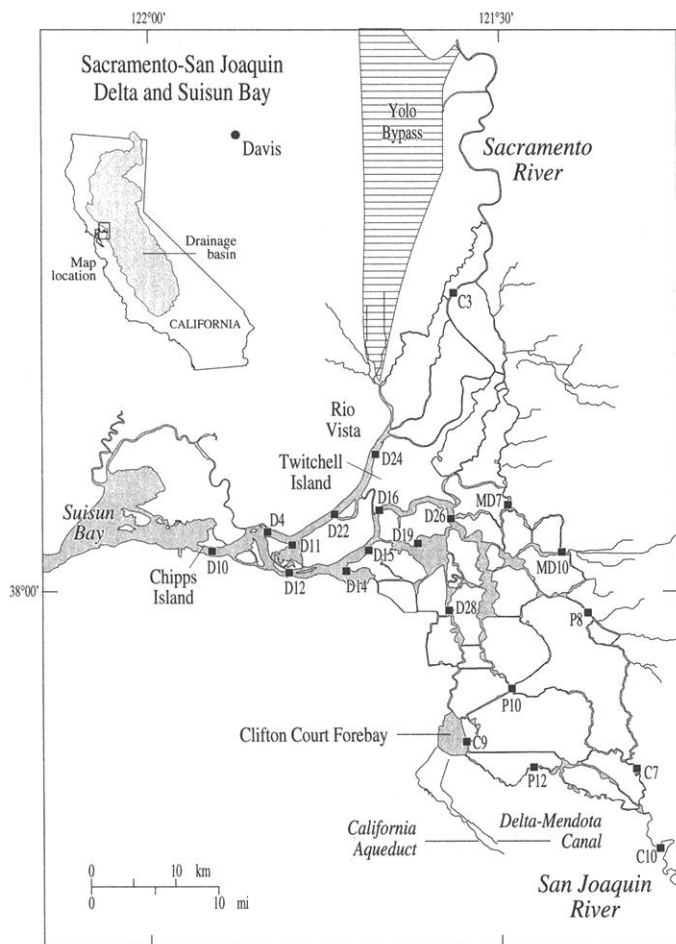 122°00'
121°30'
Sacramento-San Joaquin
Delta and Suisun Bay
Davis
Yolo
Bypass
Sacramento
River
Drainage
basin
Map
location
CALIFORNIA
C3
Rio
Vista
D24
Twitchell
Island
D16
MD7
Suisun
Bay
D4
D22
D26
D11
D19
D10
D15
MD10
Chipps
Island
D12
D14
38°00'
38°00'
D28
P8
P10
Clifton Court Forebay
C9
P12
C7
California
Aqueduct
Delta-Mendota
Canal
C10
0 10
km
0 10
mi
San Joaquin
River